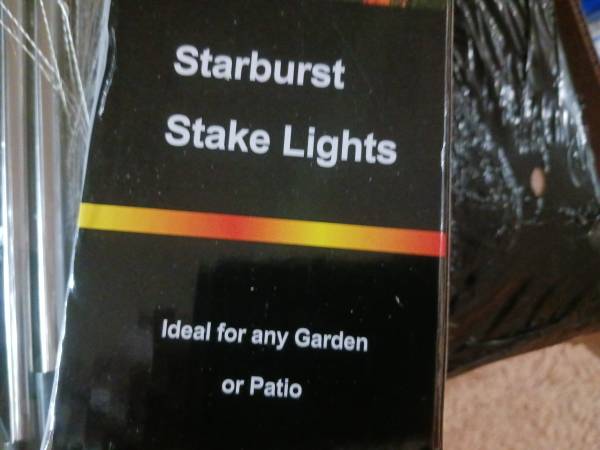 Starburst
Stake Lights
Ideal for any Garden
or Patio